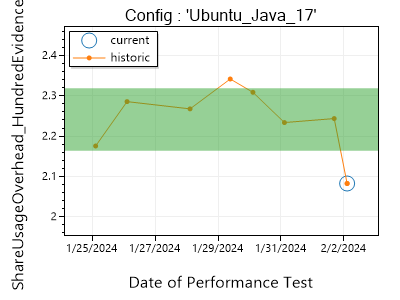 Config : 'Ubuntu_Java_17'
current
historic
ShareUsageOverhead_HundredEvidence
2.4
2.3
2.2
2.1
2
1/25/2024 1/27/2024 1/29/2024 1/31/2024 2/2/2024
Date of Performance Test